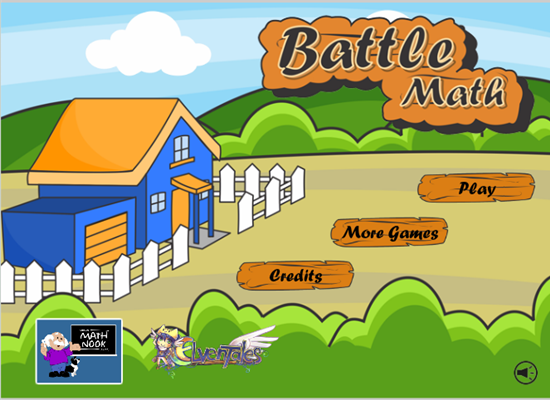 Battle
Math
Play
More Games
Credits
MATH
NOOK
ElvenTales